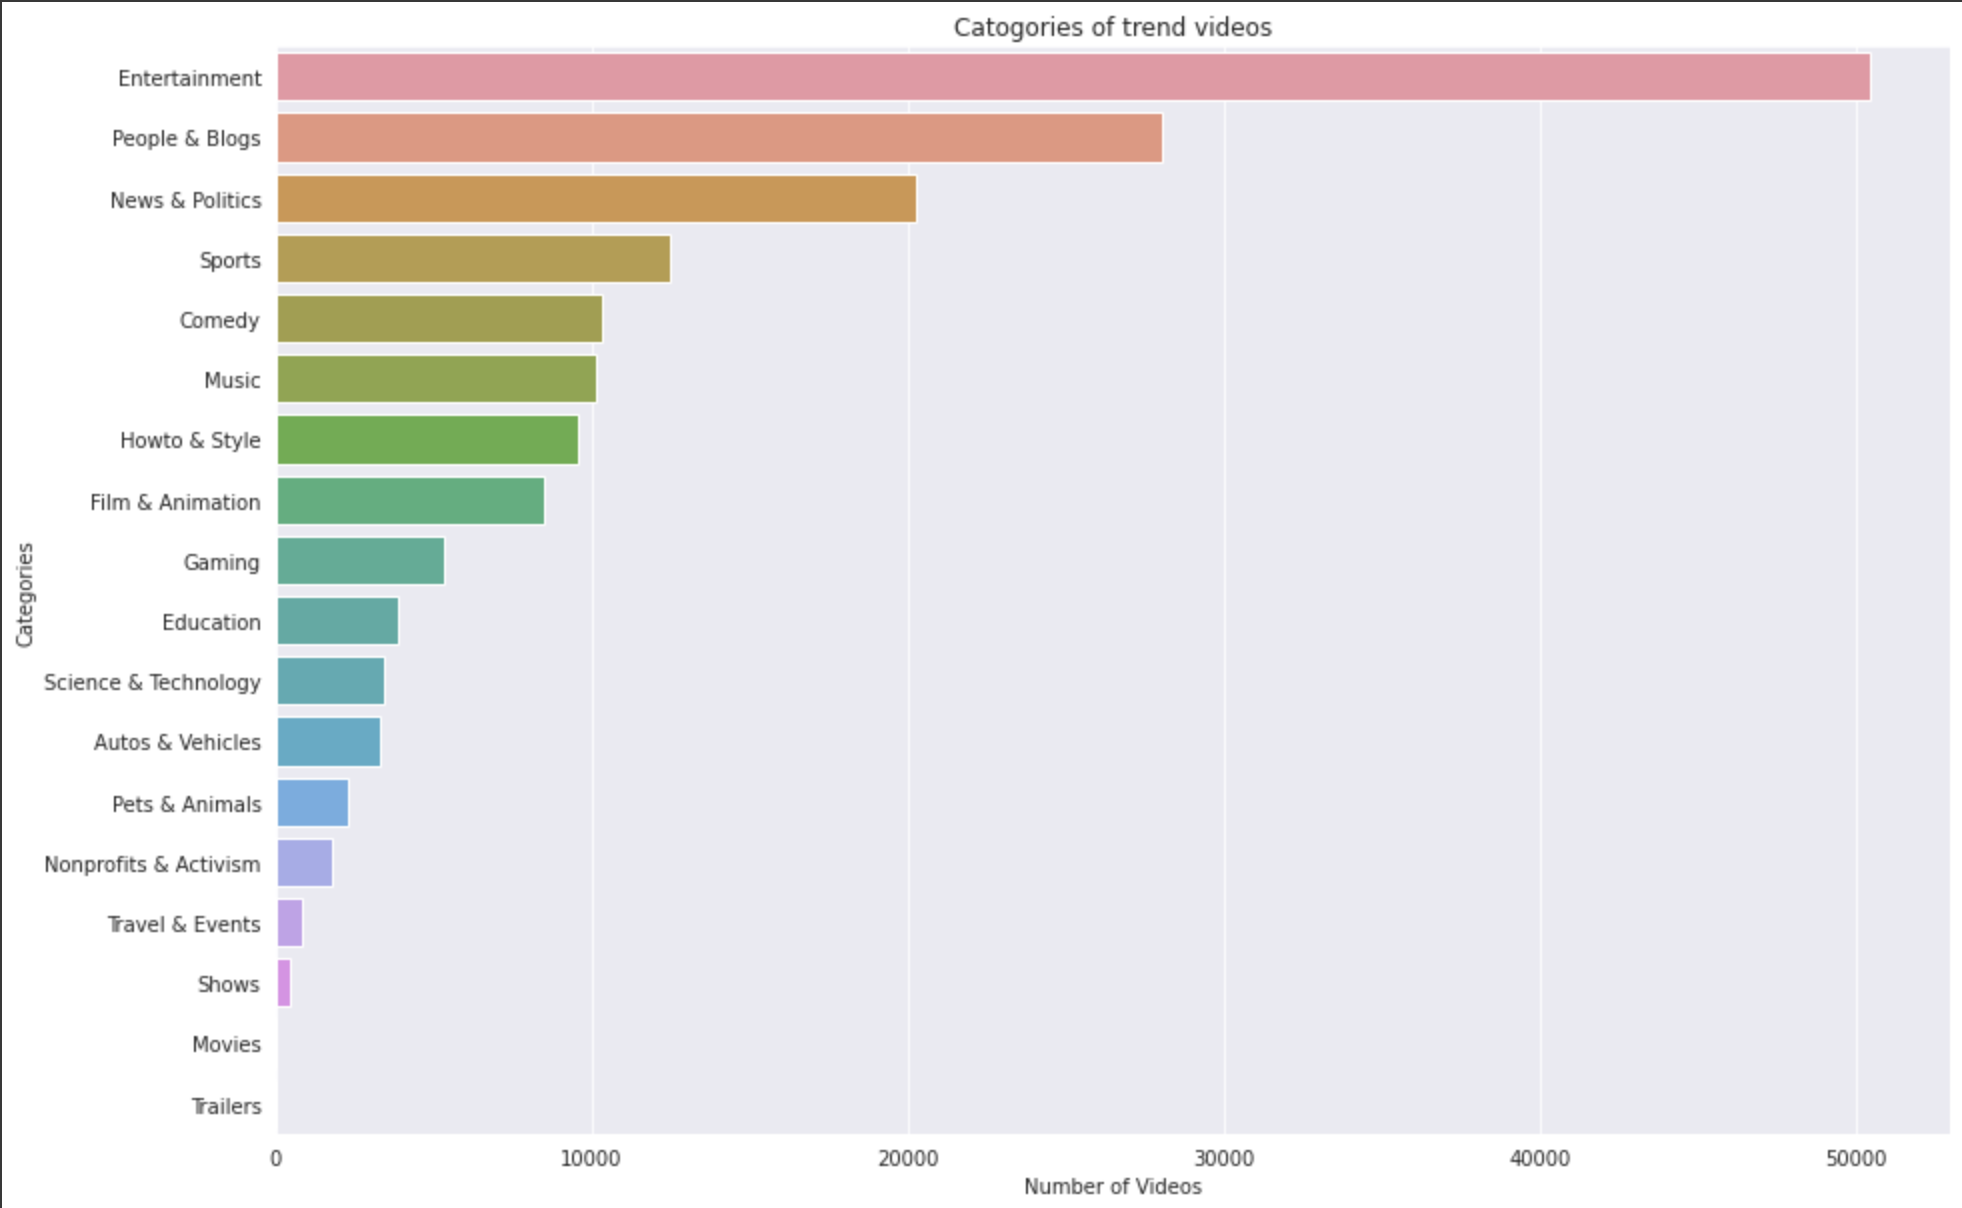 Catogories of trend videos
Entertainment
People & Blogs
News & Politics
Sports
Comedy
Music
Howto & Style
Film & Animation
Gaming
Education
Science & Technology
Autos & Vehicles
Pets & Animals
Nonprofits & Activism
Travel & Events
Shows
Movies
Trailers
Categories
0 10000 20000 30000 40000 50000
Number of Videos